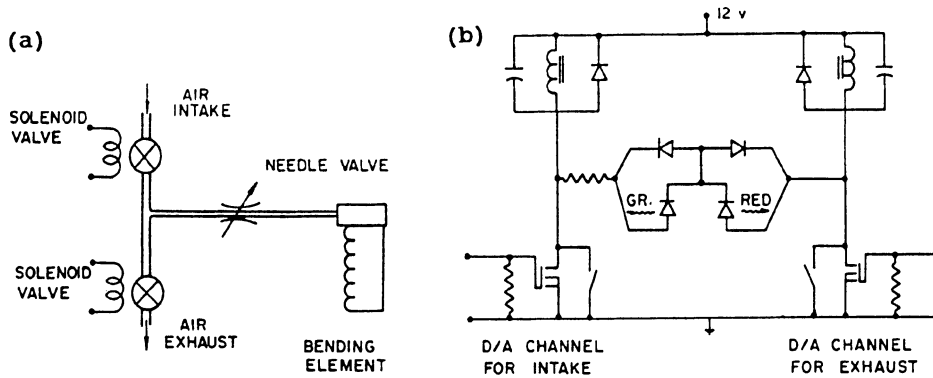 (a)
AIR
INTAKE
SOLENOID
VALVE
NEEDLE VALVE
SOLENOID
VALVE
AIR
EXHAUST
BENDING
ELEMENT
(b)
12 v
GR.
RED
D/A CHANNEL
FOR INTAKE
D/A CHANNEL
FOR EXHAUST